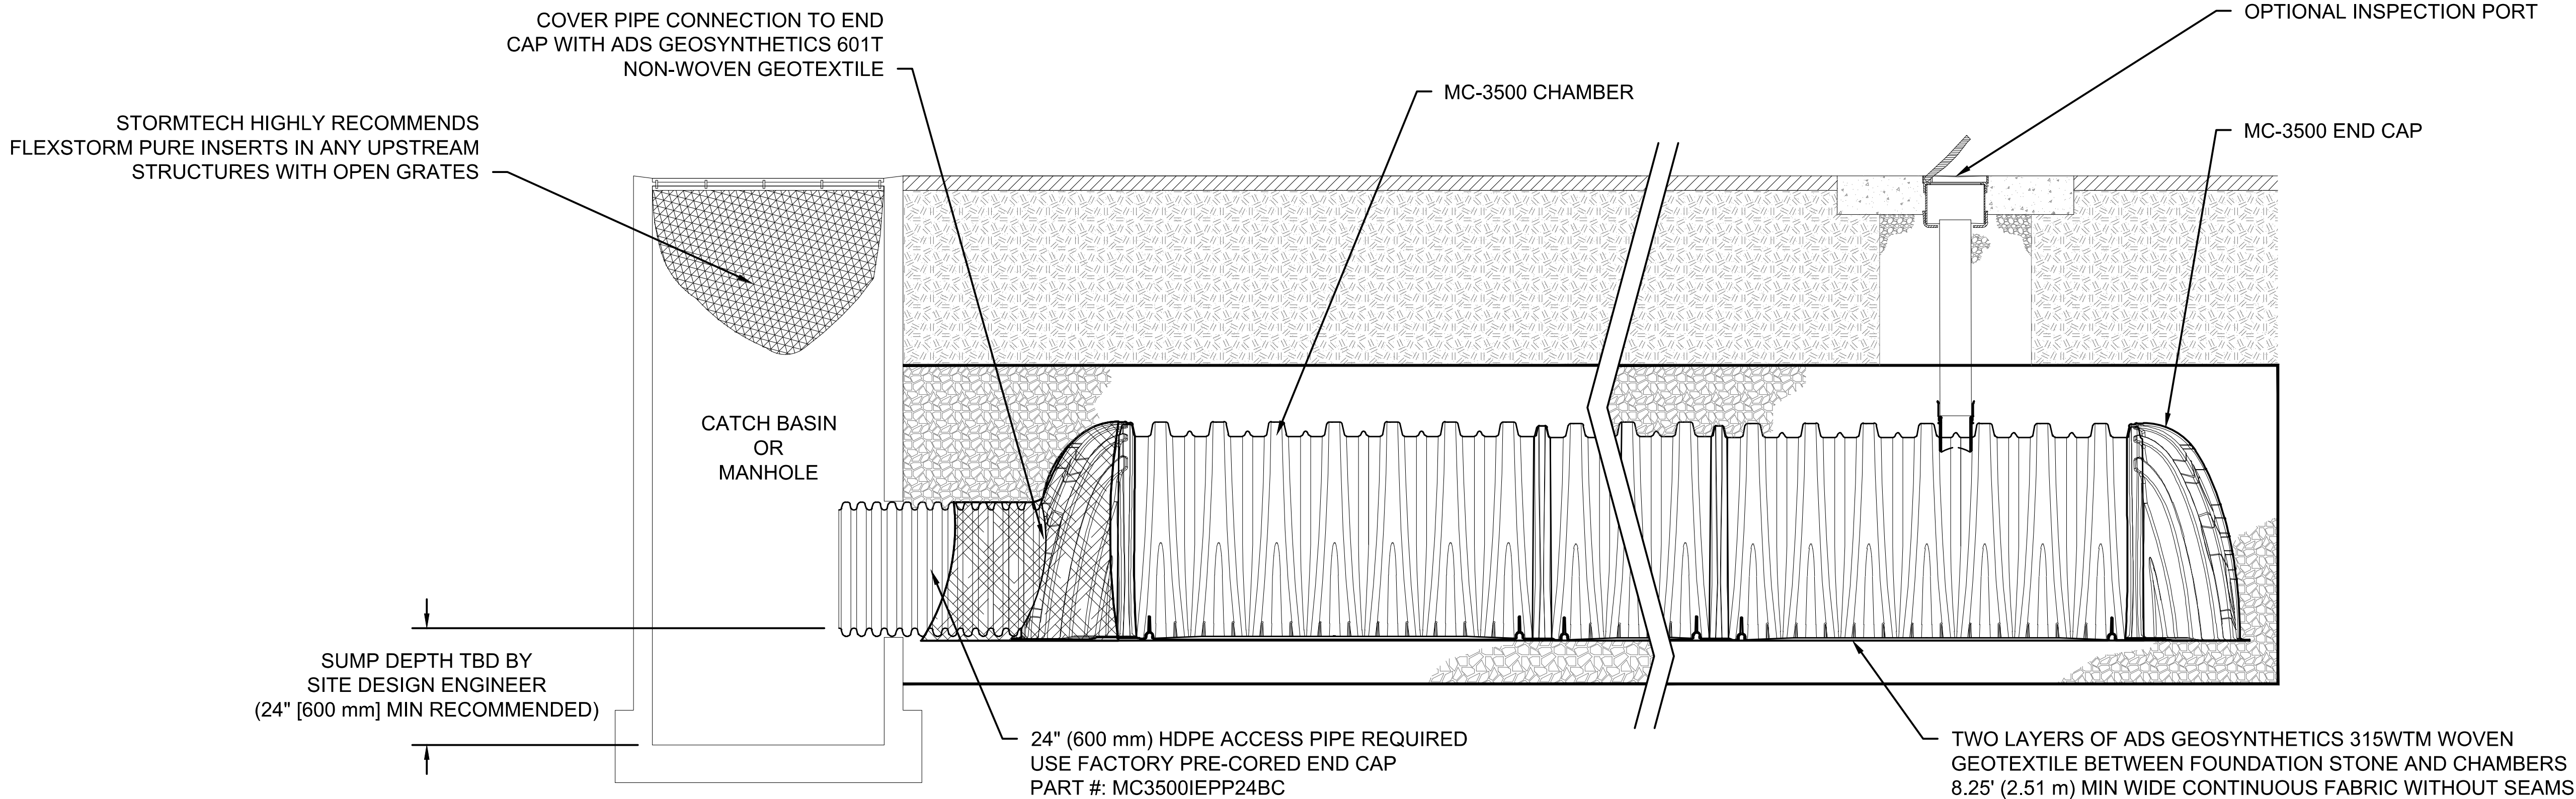 COVER PIPE CONNECTION TO END
CAP WITH ADS GEOSYNTHETICS 601T
NON-WOVEN GEOTEXTILE
STORMTECH HIGHLY RECOMMENDS
FLEXSTORM PURE INSERTS IN ANY UPSTREAM
STRUCTURES WITH OPEN GRATES
MC-3500 CHAMBER
OPTIONAL INSPECTION PORT
MC-3500 END CAP
CATCH BASIN
OR
MANHOLE
SUMP DEPTH TBD BY
SITE DESIGN ENGINEER
(24" [600 mm] MIN RECOMMENDED)
24" (600 mm) HDPE ACCESS PIPE REQUIRED
USE FACTORY PRE-CORED END CAP
PART #: MC3500IEPP24BC
TWO LAYERS OF ADS GEOSYNTHETICS 315WTM WOVEN
GEOTEXTILE BETWEEN FOUNDATION STONE AND CHAMBERS
8.25' (2.51 m) MIN WIDE CONTINUOUS FABRIC WITHOUT SEAMS